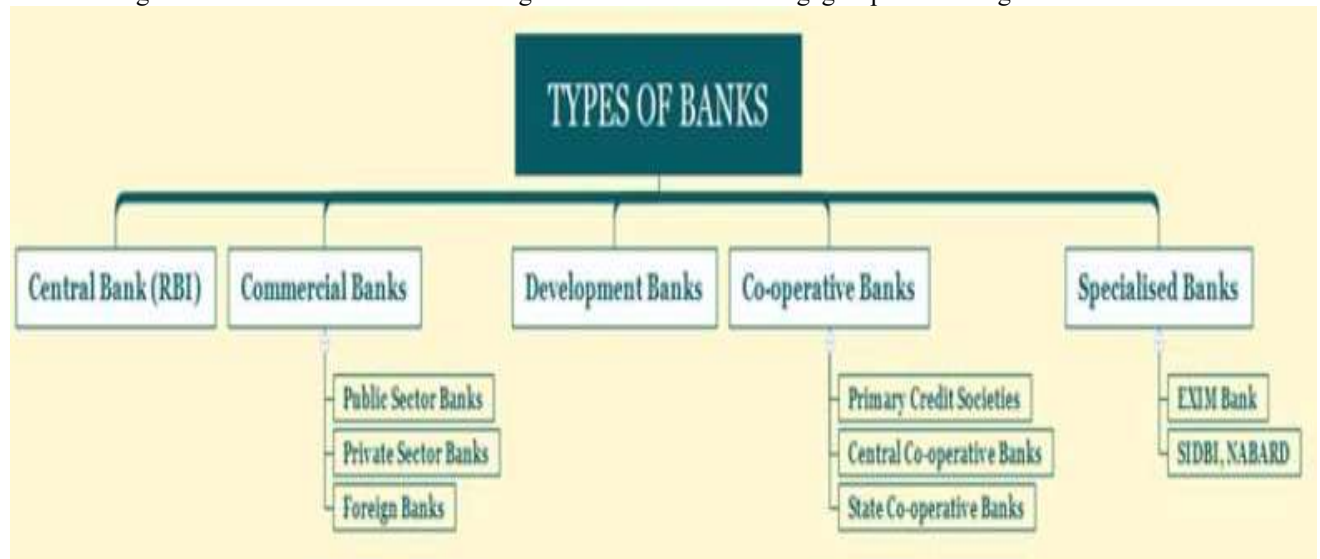 TYPES OF BANKS
Central Bank (RBI)
Commercial Banks
Public Sector Banks
Private Sector Banks
Foreign Banks
Development Banks
Co-operative Banks
Primary Credit Societies
Central Co-operative Banks
State Co-operative Banks
Specialised Banks
EXIM Bank
SIDBI, NABARD